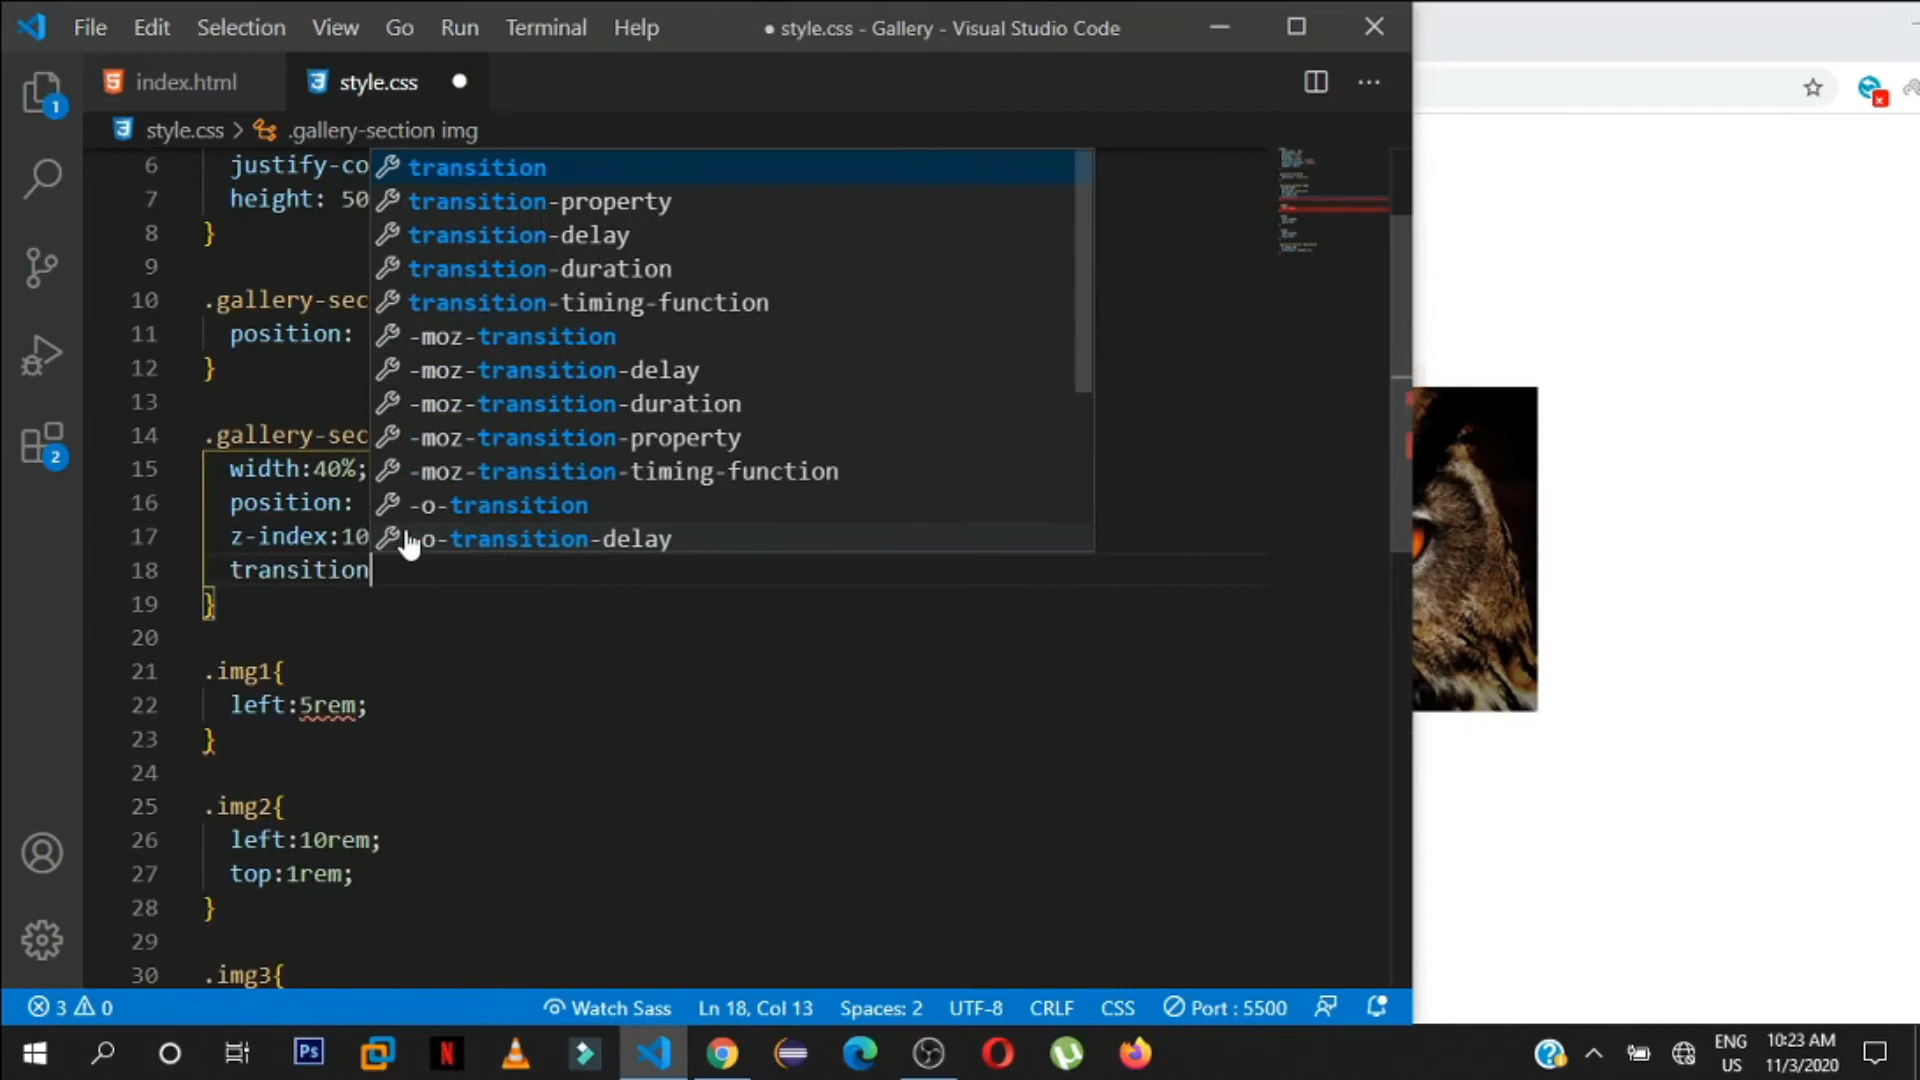 File Edit Selection View Go Run Terminal Help ● style.css - Gallery - Visual Studio Code
index.html style.css
style.css > .gallery-section img
6 justify-co
7 height: 50
8 }
9
10 .gallery-sec
11 position:
12 }
13
14 .gallery-sec
15 width:40%;
16 position:
17 z-index:10
18 transition
19 }
20
21 .img1{
22 left:5rem;
23 }
24
25 .img2{
26 left:10rem;
27 top:1rem;
28 }
29
30 .img3{
transition
transition-property
transition-delay
transition-duration
transition-timing-function
-moz-transition
-moz-transition-delay
-moz-transition-duration
-moz-transition-property
-moz-transition-timing-function
-o-transition
-o-transition-delay
1
2
3 0 Watch Sass Ln 18, Col 13 Spaces: 2 UTF-8 CRLF CSS Port : 5500
Ps N
ENG
US
10:23 AM
11/3/2020